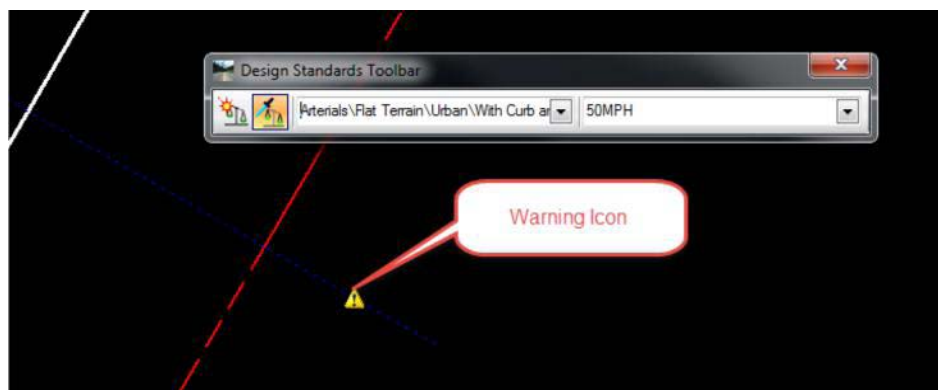 Design Standards Toolbar
Arterials\Flat Terrain\Urban\With Curb ar
50MPH
Warning Icon